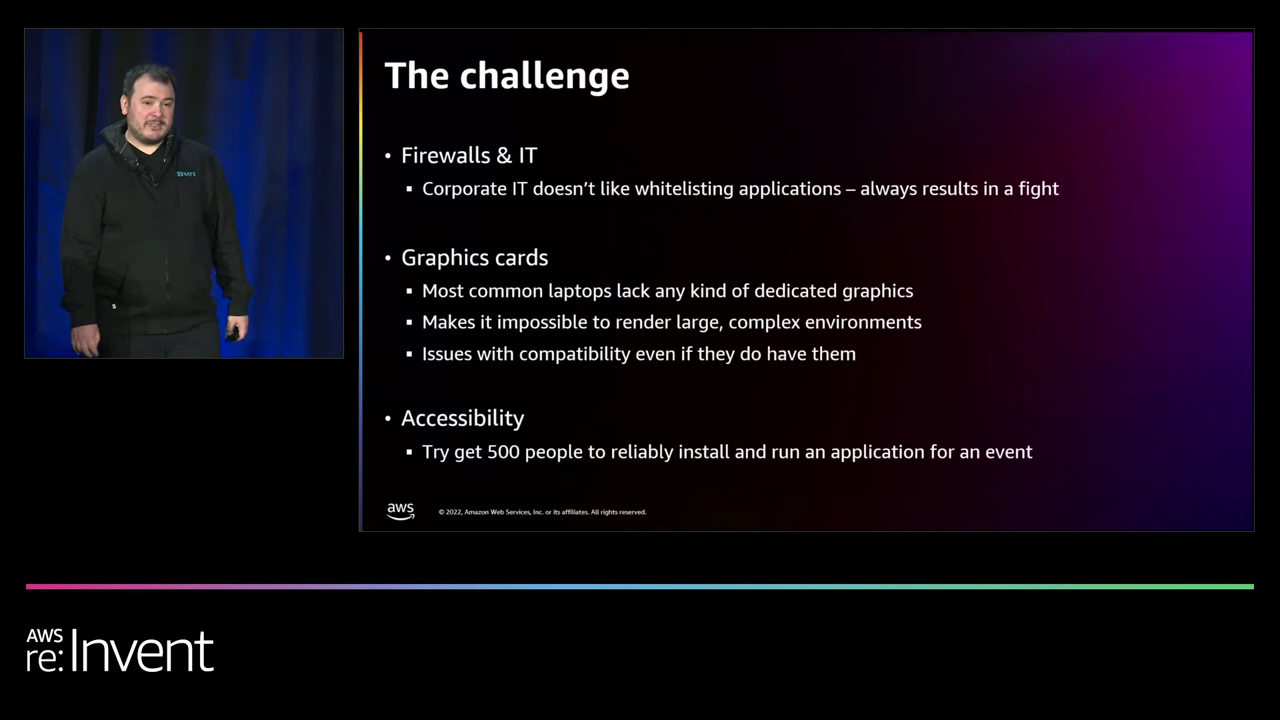 The challenge
• Firewalls & IT
▪ Corporate IT doesn’t like whitelisting applications – always results in a fight
• Graphics cards
▪ Most common laptops lack any kind of dedicated graphics
▪ Makes it impossible to render large, complex environments
▪ Issues with compatibility even if they do have them
• Accessibility
▪ Try get 500 people to reliably install and run an application for an event
aws
© 2022, Amazon Web Services, Inc. or its affiliates. All rights reserved.
AWS
re:Invent